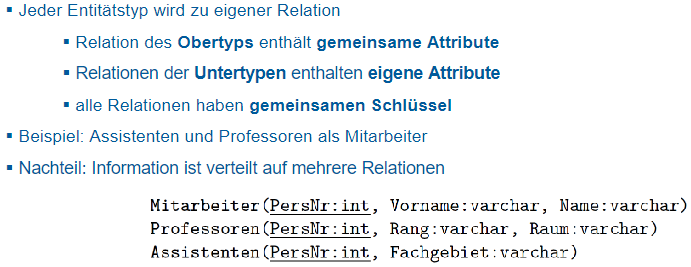 ▪ Jeder Entitätstyp wird zu eigener Relation
▪ Relation des Obertyps enthält gemeinsame Attribute
▪ Relationen der Untertypen enthalten eigene Attribute
▪ alle Relationen haben gemeinsamen Schlüssel
▪ Beispiel: Assistenten und Professoren als Mitarbeiter
▪ Nachteil: Information ist verteilt auf mehrere Relationen
Mitarbeiter(PersNr:int, Vorname:varchar, Name:varchar)
Professoren(PersNr:int, Rang:varchar, Raum:varchar)
Assistenten(PersNr:int, Fachgebiet:varchar)